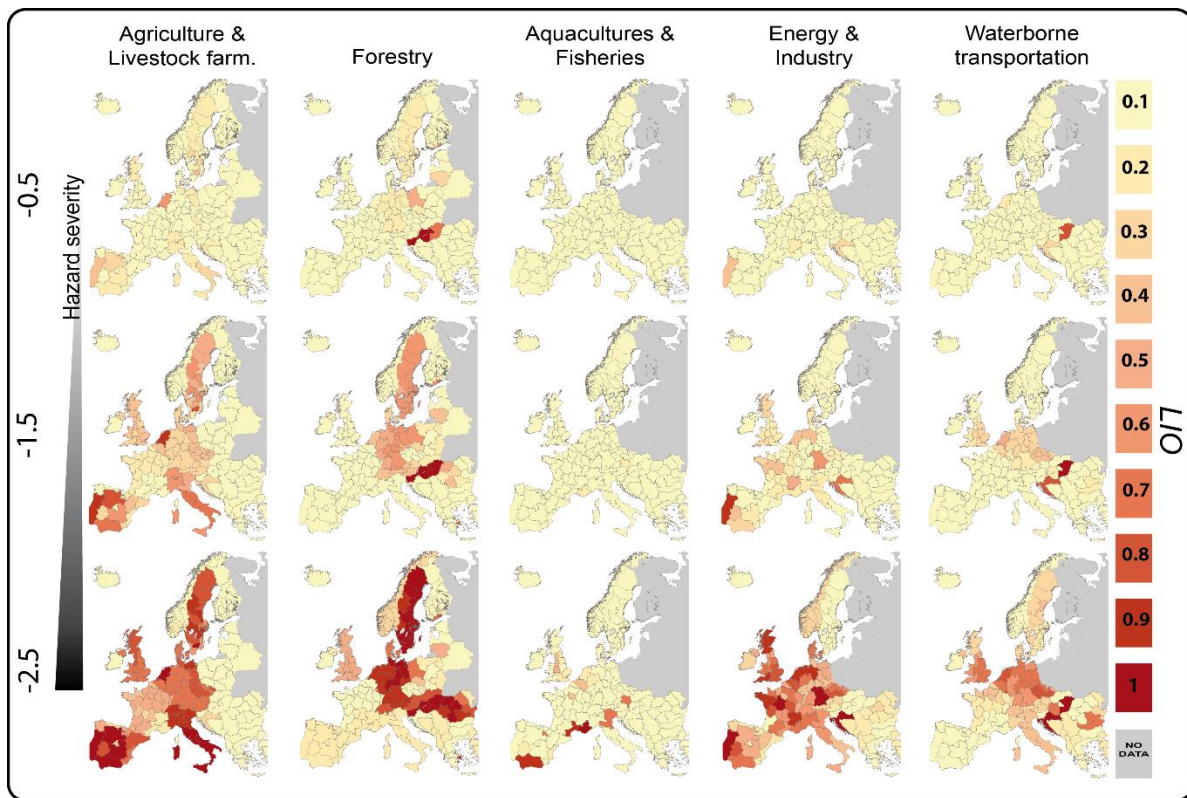 Agriculture &
Livestock farm.
Forestry
Aquacultures &
Fisheries
Energy &
Industry
Waterborne
transportation
-0.5
-1.5
-2.5
Hazard severity
0.1
0.2
0.3
0.4
0.5
0.6
0.7
0.8
0.9
1
NO
DATA
LIO